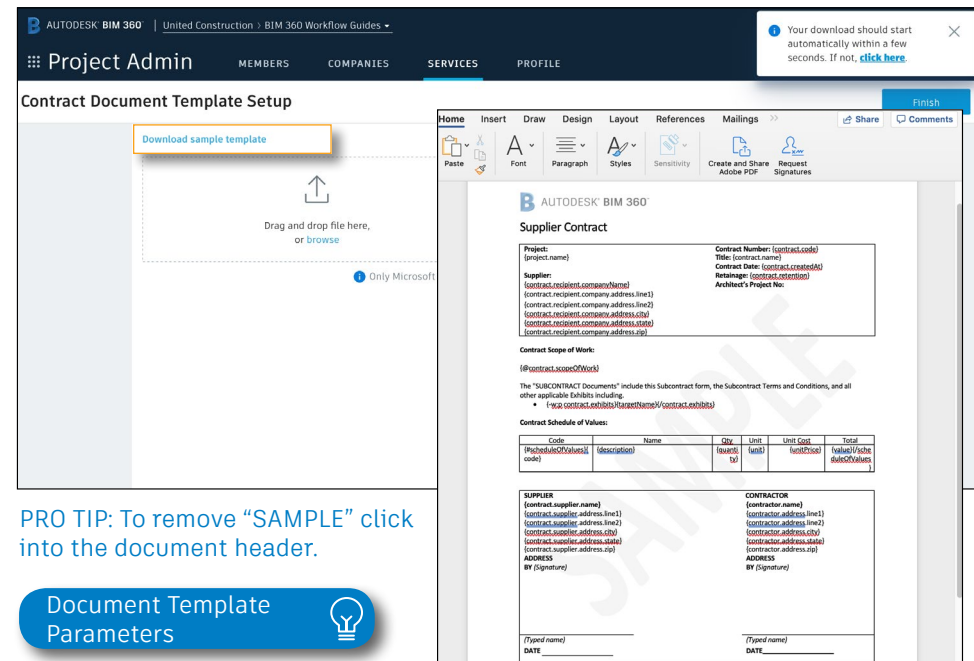 AUTODESK® BIM 360® | United Construction > BIM 360 Workflow Guides
Your download should start
automatically within a few
seconds. If not, click here.
Project Admin MEMBERS COMPANIES SERVICES PROFILE
Contract Document Template Setup
Finish
Download sample template
Drag and drop file here,
or browse
Only Microsoft
Home Insert Draw Design Layout References Mailings >> Share Comments
Paste Font Paragraph Styles Sensitivity Create and Share Adobe PDF Request Signatures
AUTODESK® BIM 360®
Supplier Contract
Project:
{project.name}
Supplier:
{contract.recipient.companyName}
{contract.recipient.company.address.line1}
{contract.recipient.company.address.line2}
{contract.recipient.company.address.city}
{contract.recipient.company.address.state}
{contract.recipient.company.address.zip}
Contract Number: {contract.code}
Title: {contract.name}
Contract Date: {contract.createdAt}
Retainage: {contract.retention}
Architect's Project No:
Contract Scope of Work:
{@contract.scopeOfWork}
The "SUBCONTRACT Documents" include this Subcontract form, the Subcontract Terms and Conditions, and all
other applicable Exhibits including.
• {-w:p contract.exhibits}{targetName}{/contract.exhibits}
Contract Schedule of Values:
Code Name Qty Unit Unit Cost Total
{#scheduleOfValues}{ {description} {quanti {unit} {unitPrice} {value}{/sche
code} ty} duleOfValues
}
SUPPLIER
{contract.supplier.name}
{contract.supplier.address.line1}
{contract.supplier.address.line2}
{contract.supplier.address.city}
{contract.supplier.address.state}
{contract.supplier.address.zip}
ADDRESS
BY (Signature)
CONTRACTOR
{contractor.name}
{contractor.address.line1}
{contractor.address.line2}
{contractor.address.city}
{contractor.address.state}
{contractor.address.zip}
ADDRESS
BY (Signature)
SAMPLE
(Typed name)
DATE
(Typed name)
DATE
PRO TIP: To remove “SAMPLE” click
into the document header.
Document Template
Parameters